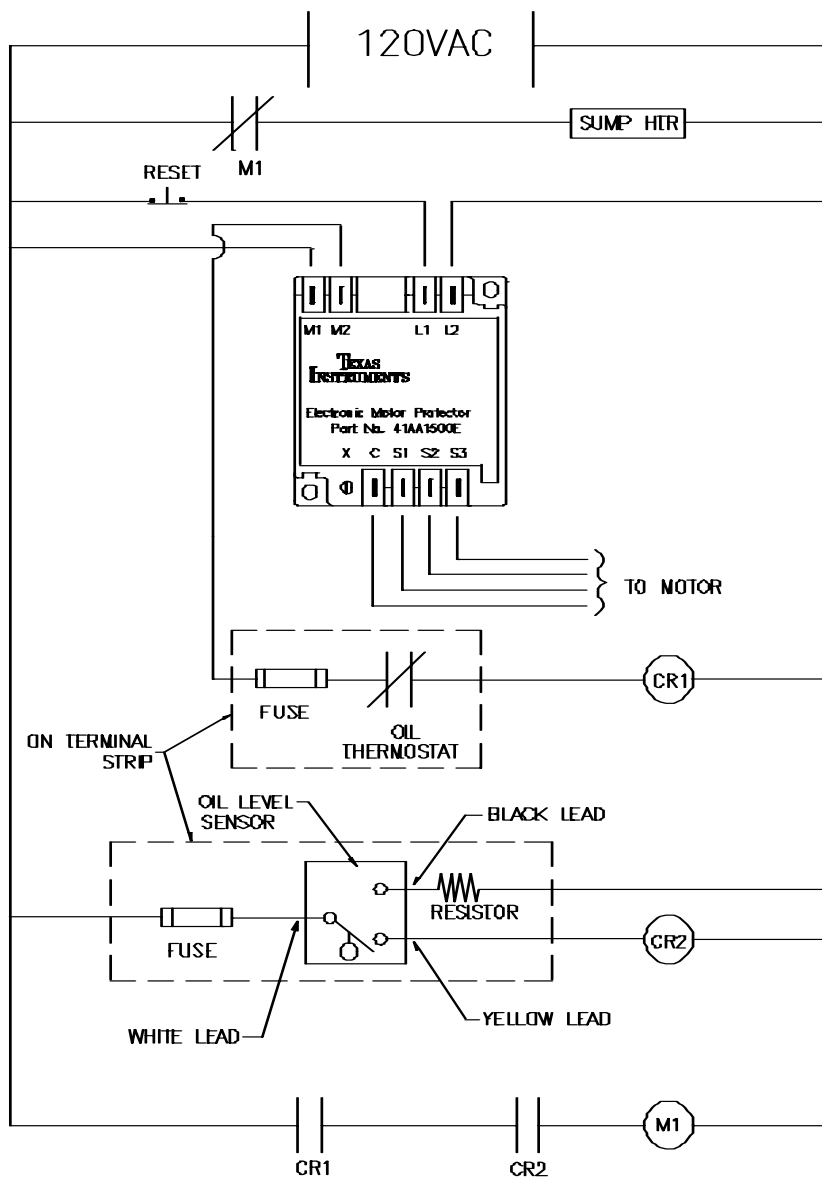 120VAC
SUMP HTR
M1
RESET
M1 M2 L1 L2
TEXAS
INSTRUMENTS
Electronic Motor Protector
Part No. 41AA1500E
X C S1 S2 S3
TO MOTOR
CR1
FUSE
OIL
THERMOSTAT
ON TERMINAL
STRIP
OIL LEVEL
SENSOR
BLACK LEAD
RESISTOR
FUSE
CR2
YELLOW LEAD
WHITE LEAD
M1
CR1
CR2